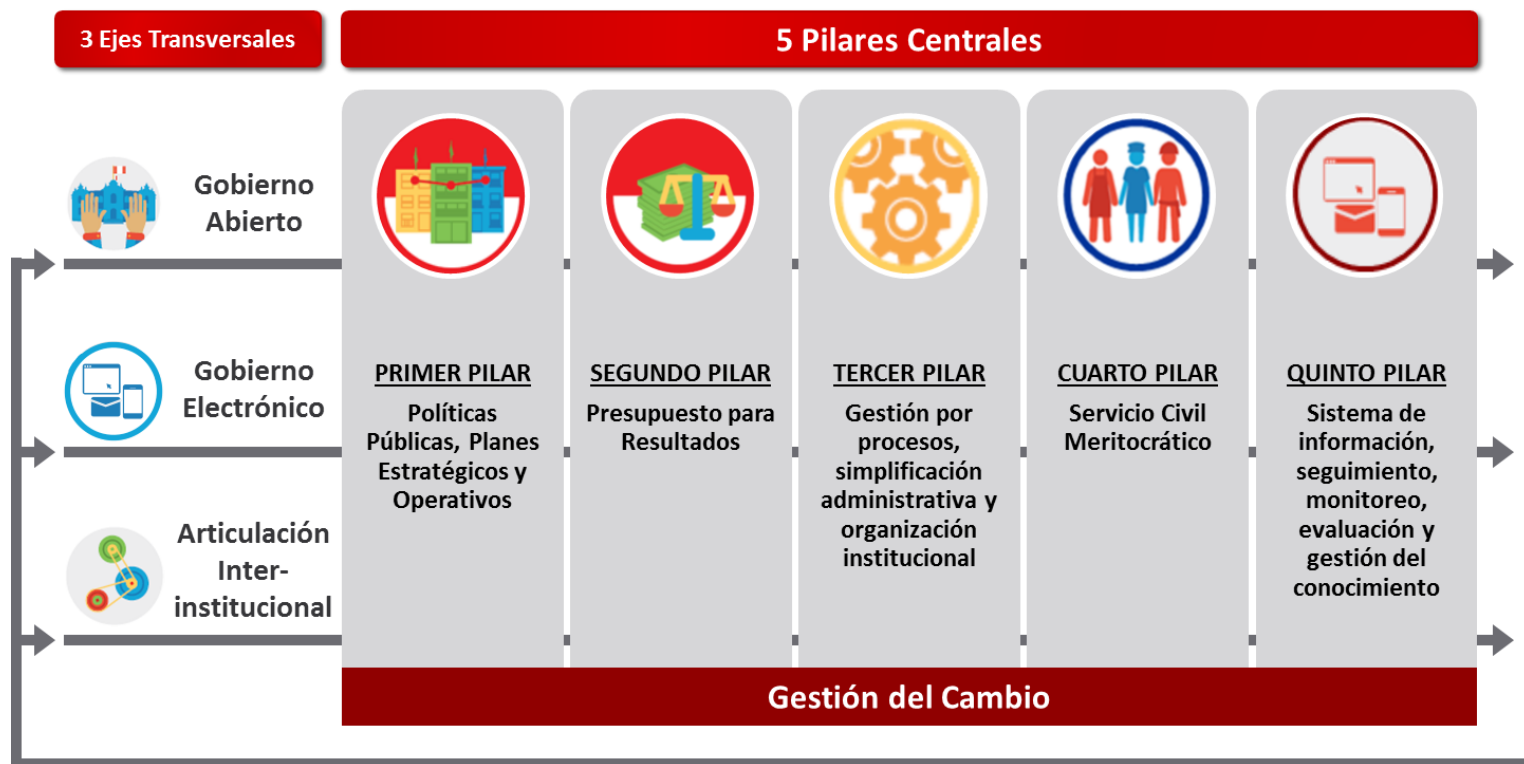 3 Ejes Transversales
5 Pilares Centrales
Gobierno
Abierto
Gobierno
Electrónico
Articulación
Inter-
institucional
PRIMER PILAR
Políticas
Públicas, Planes
Estratégicos y
Operativos
SEGUNDO PILAR
Presupuesto para
Resultados
TERCER PILAR
Gestión por
procesos,
simplificación
administrativa y
organización
institucional
CUARTO PILAR
Servicio Civil
Meritocrático
QUINTO PILAR
Sistema de
información,
seguimiento,
monitoreo,
evaluación y
gestión del
conocimiento
Gestión del Cambio